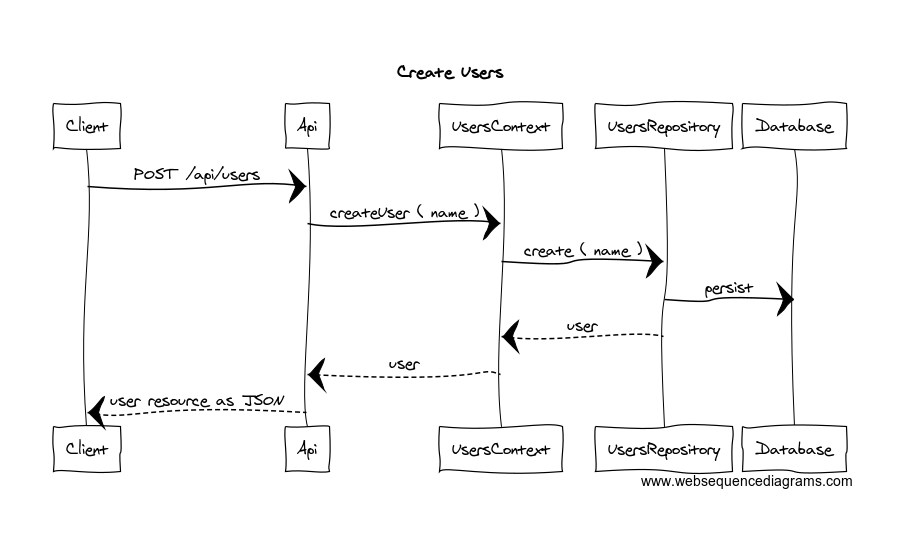 Create Users
Client Api UsersContext UsersRepository Database
POST /api/users
createUser ( name )
create ( name )
persist
user
user
user resource as JSON
Client Api UsersContext UsersRepository Database
www.websequencediagrams.com